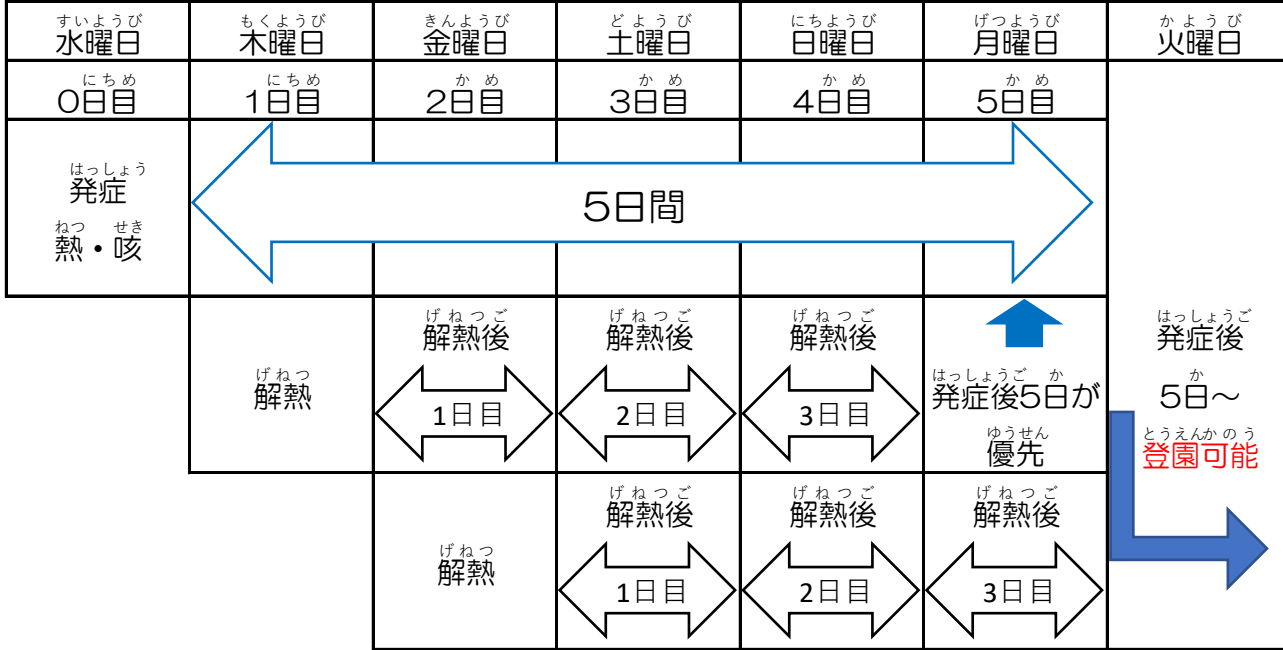 すいようび もくようび きんようび どようび にちようび げつようび かようび
水曜日 木曜日 金曜日 土曜日 日曜日 月曜日 火曜日
にちめ にちめ かめ かめ かめ かめ
0日目 1日目 2日目 3日目 4日目 5日目
はっしょう
発症
ねつ せき
熱・咳
5日間
げねつ
解熱
げねつご
解熱後
1日目
げねつご
解熱後
2日目
げねつご
解熱後
3日目
はっしょうご か
発症後5日が
ゆうせん
優先
げねつ
解熱
げねつご
解熱後
1日目
げねつご
解熱後
2日目
げねつご
解熱後
3日目
はっしょうご
発症後
か
5日～
とうえんかのう
登園可能